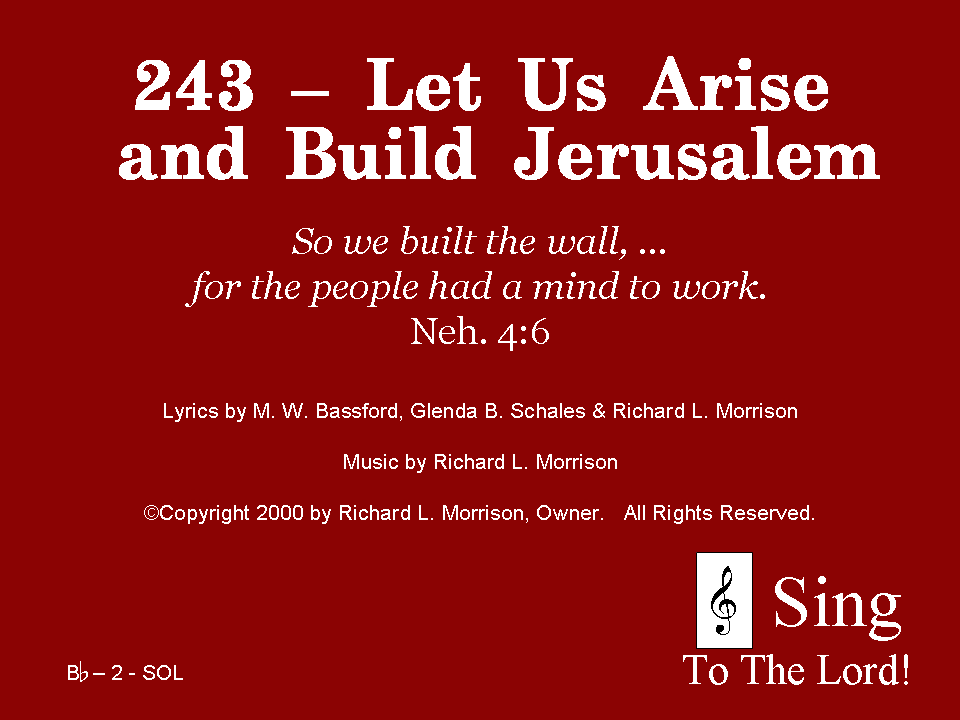 243 – Let Us Arise
and Build Jerusalem
So we built the wall, ...
for the people had a mind to work.
Neh. 4:6
Lyrics by M. W. Bassford, Glenda B. Schales & Richard L. Morrison
Music by Richard L. Morrison
©Copyright 2000 by Richard L. Morrison, Owner. All Rights Reserved.
Sing
To The Lord!
B♭ – 2 - SOL